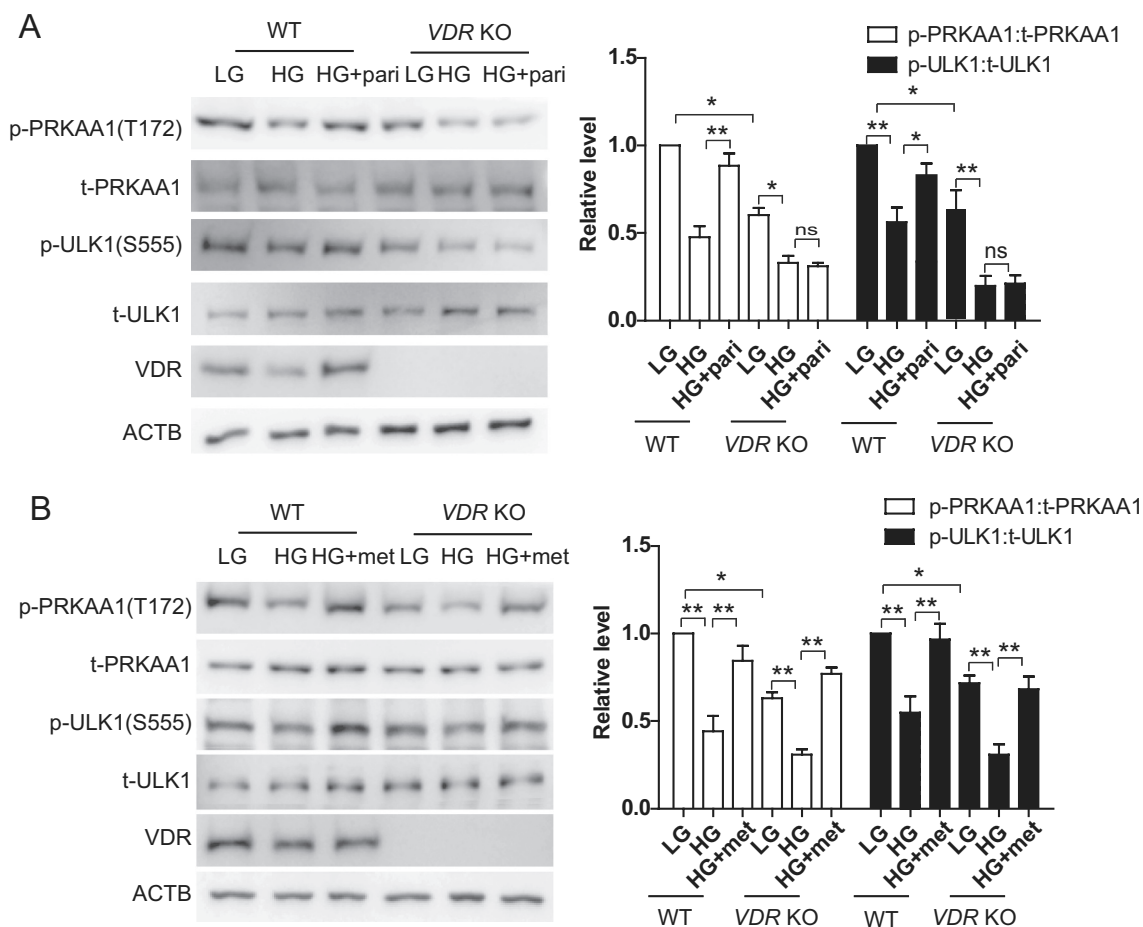 A
WT VDR KO
LG HG HG+pari LG HG HG+pari
p-PRKAA1(T172)
t-PRKAA1
p-ULK1(S555)
t-ULK1
VDR
ACTB
p-PRKAA1:t-PRKAA1
p-ULK1:t-ULK1
Relative level
1.5
1.0
0.5
0.0
* ** * ns
* ** * ** ns
LG HG HG+pari LG HG HG+pari LG HG HG+pari LG HG HG+pari
WT VDR KO WT VDR KO
B
WT VDR KO
LG HG HG+met LG HG HG+met
p-PRKAA1(T172)
t-PRKAA1
p-ULK1(S555)
t-ULK1
VDR
ACTB
p-PRKAA1:t-PRKAA1
p-ULK1:t-ULK1
Relative level
1.5
1.0
0.5
0.0
* ** ** ** **
* ** ** ** **
LG HG HG+met LG HG HG+met LG HG HG+met LG HG HG+met
WT VDR KO WT VDR KO